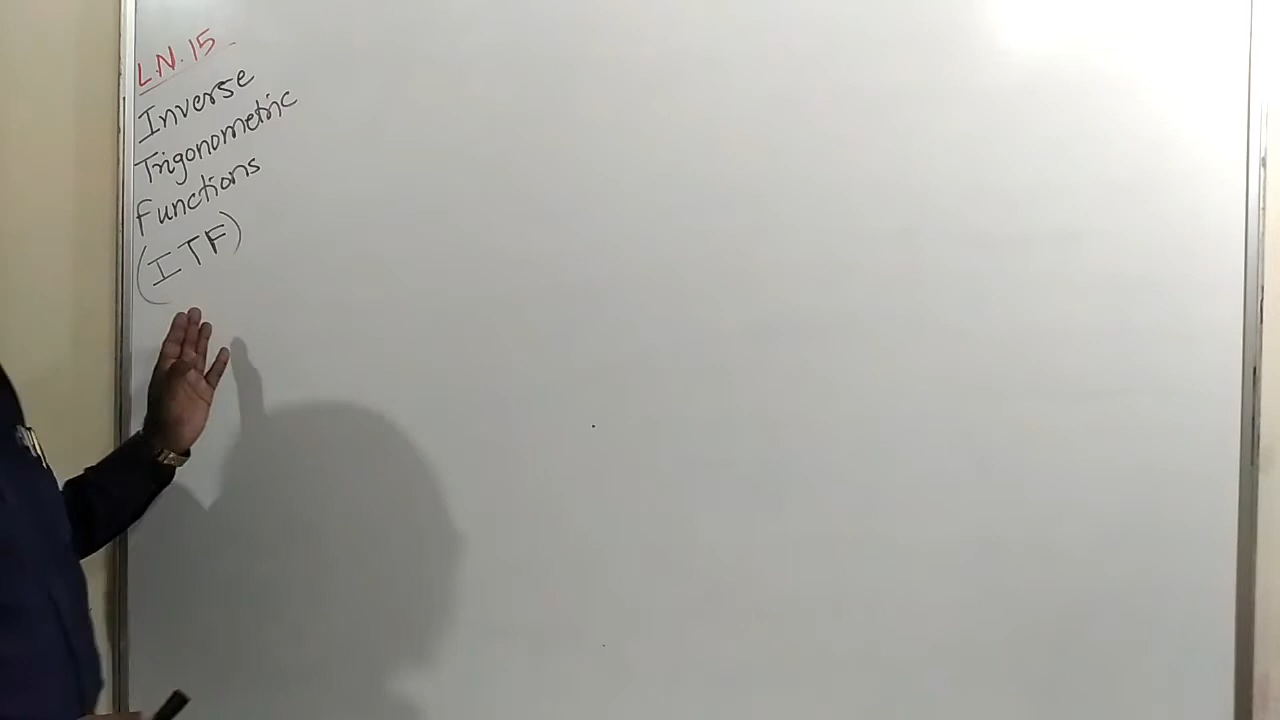 L.N. 15
Inverse
Trigonometric
Functions
(ITF)